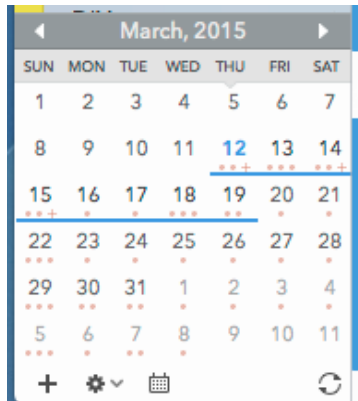 March, 2015
SUN MON TUE WED THU FRI SAT
1 2 3 4 5 6 7
8 9 10 11 12 13 14
15 16 17 18 19 20 21
22 23 24 25 26 27 28
29 30 31 1 2 3 4
5 6 7 8 9 10 11